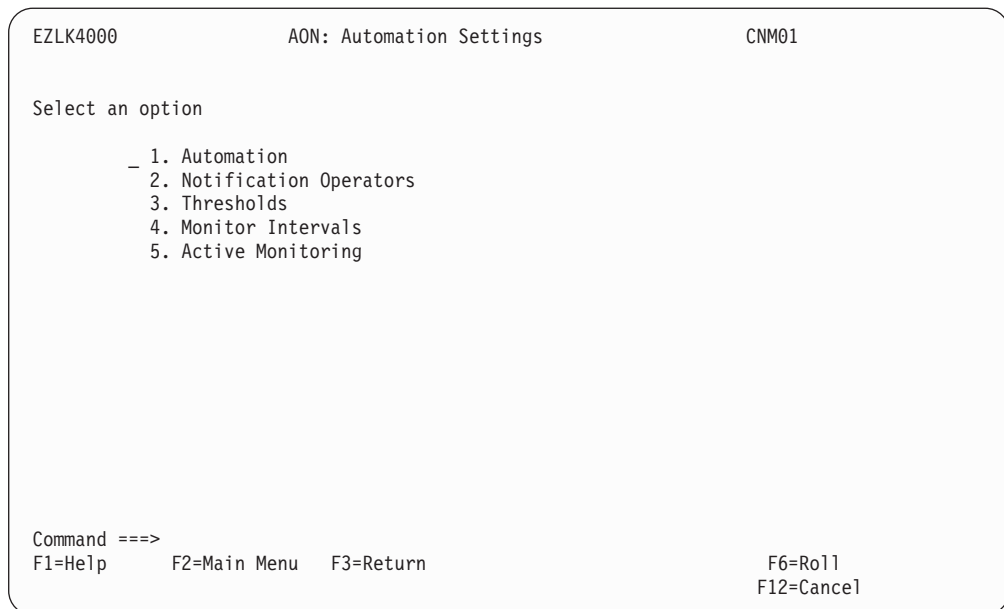 EZLK4000 AON: Automation Settings CNM01
Select an option
_ 1. Automation
2. Notification Operators
3. Thresholds
4. Monitor Intervals
5. Active Monitoring
Command ===>
F1=Help F2=Main Menu F3=Return F6=Roll
F12=Cancel